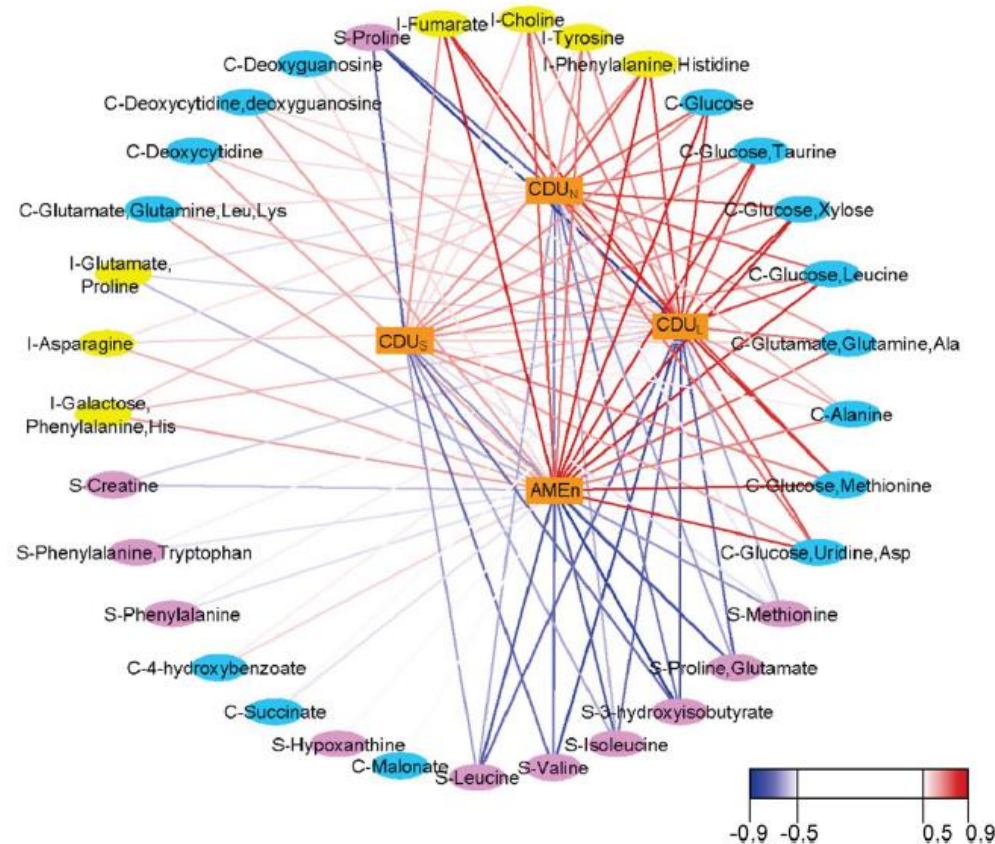 I-Fumarate
I-Choline
S-Proline
I-Tyrosine
C-Deoxyguanosine
I-Phenylalanine,Histidine
C-Deoxycytidine,deoxyguanosine
C-Glucose
C-Deoxycytidine
C-Glucose,Taurine
CDU_N
C-Glutamate,Glutamine,Leu,Lys
C-Glucose,Xylose
I-Glutamate,
Proline
C-Glucose,Leucine
CDU_L
CDU_S
I-Asparagine
C-Glutamate,Glutamine,Ala
I-Galactose,
Phenylalanine,His
C-Alanine
S-Creatine
AMEn
C-Glucose,Methionine
S-Phenylalanine,Tryptophan
C-Glucose,Uridine,Asp
S-Phenylalanine
S-Methionine
C-4-hydroxybenzoate
S-Proline,Glutamate
C-Succinate
S-3-hydroxyisobutyrate
S-Hypoxanthine
S-Isoleucine
C-Malonate
S-Leucine
S-Valine
-0,9 -0,5 0,5 0,9